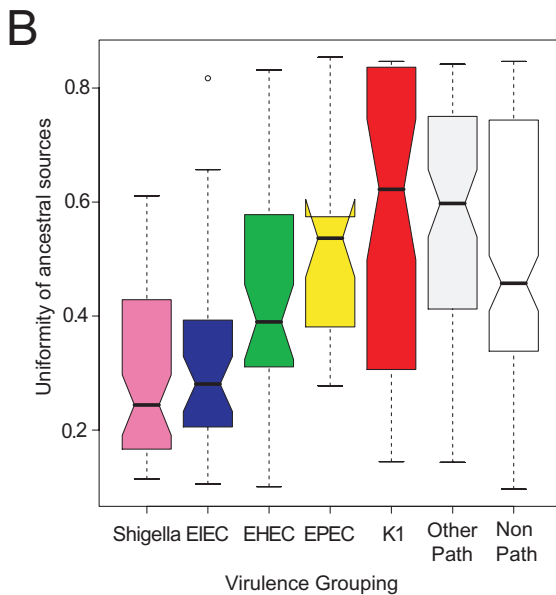 B
Uniformity of ancestral sources
0.8
0.6
0.4
0.2
Shigella EIEC EHEC EPEC K1 Other Path Non Path
Virulence Grouping